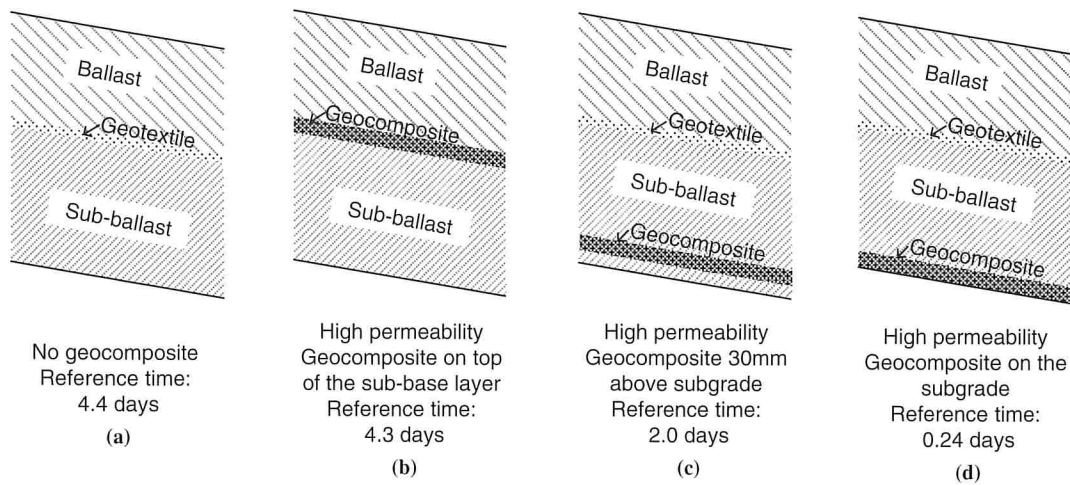 Ballast
Geotextile
Sub-ballast
No geocomposite
Reference time:
4.4 days
(a)
Ballast
Geocomposite
Sub-ballast
High permeability
Geocomposite on top
of the sub-base layer
Reference time:
4.3 days
(b)
Ballast
Geotextile
Sub-ballast
Geocomposite
High permeability
Geocomposite 30mm
above subgrade
Reference time:
2.0 days
(c)
Ballast
Geotextile
Sub-ballast
Geocomposite
High permeability
Geocomposite on the
subgrade
Reference time:
0.24 days
(d)